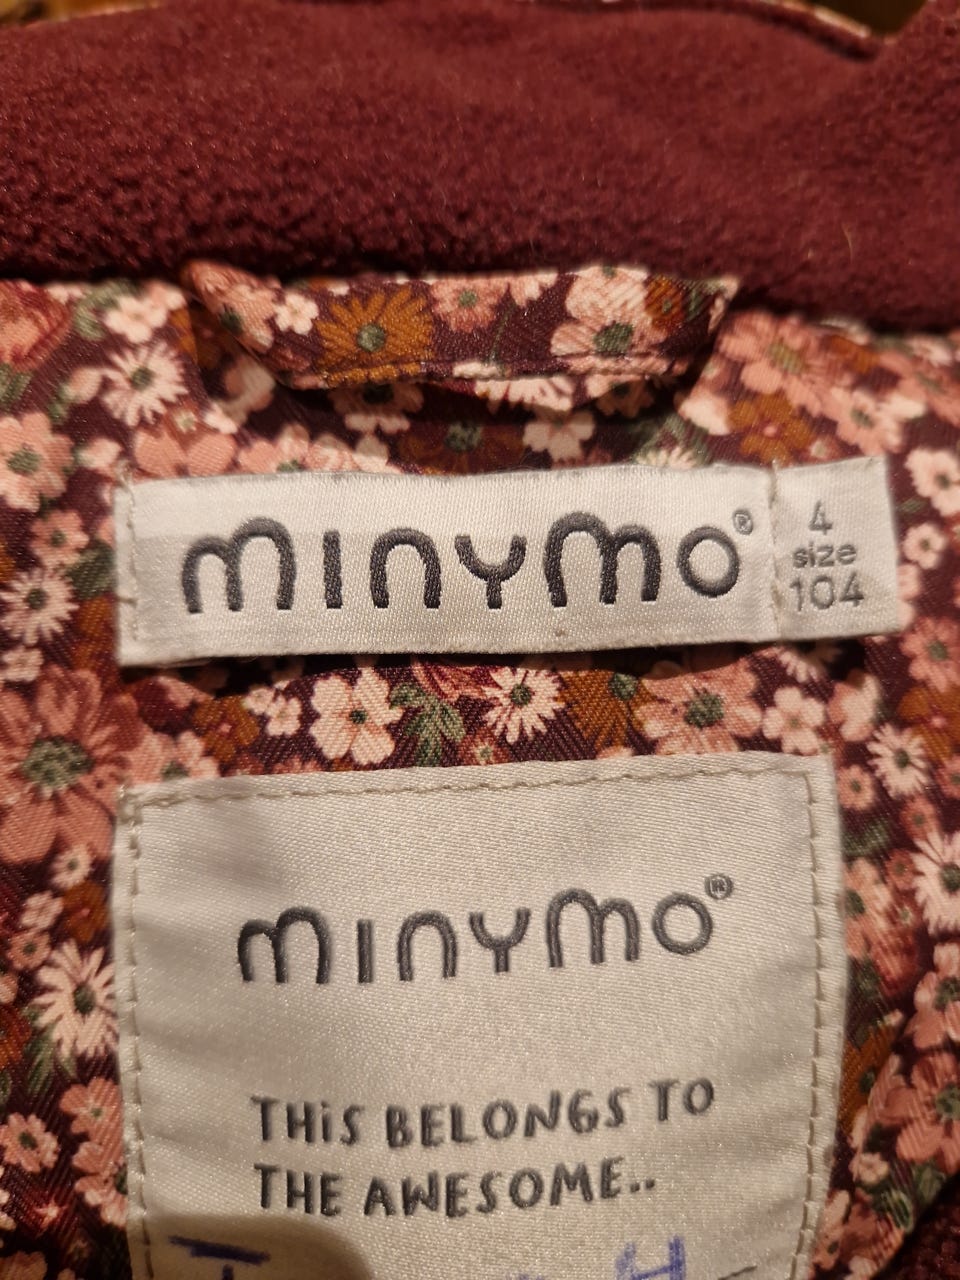 minymo®
4
size
104
minymo®
THIS BELONGS TO
THE AWESOME..